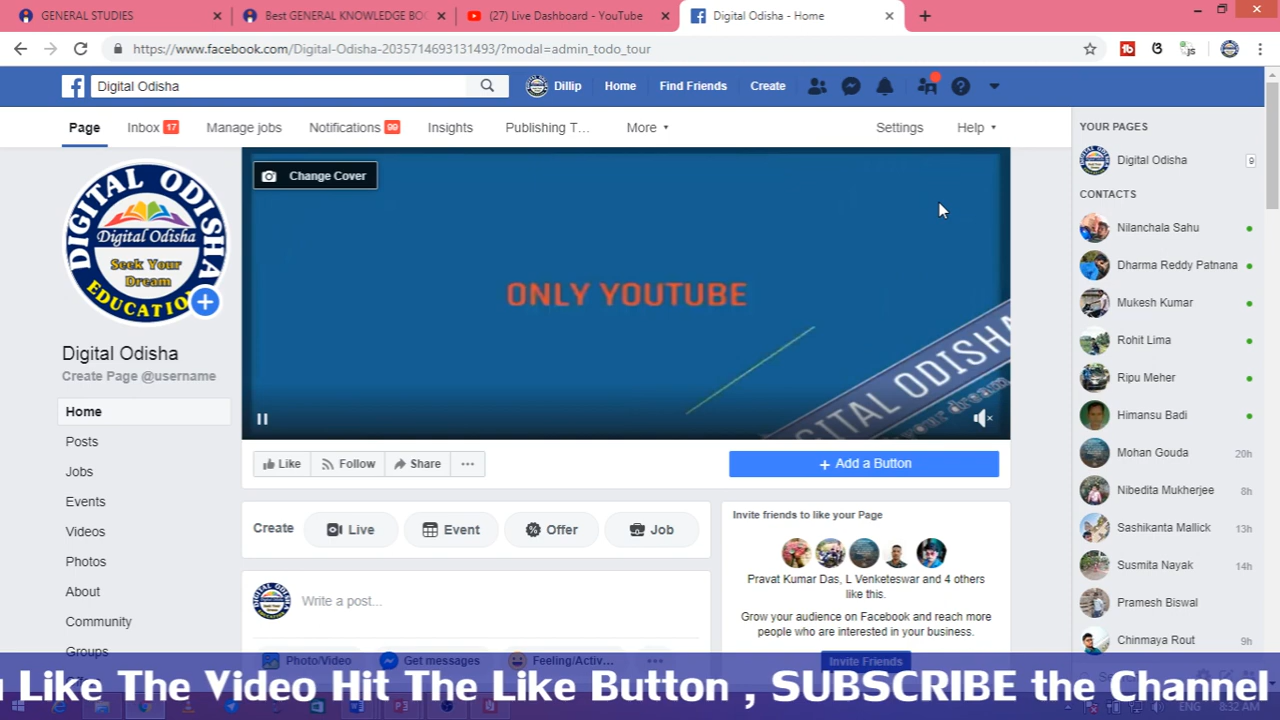 GENERAL STUDIES
Best GENERAL KNOWLEDGE BOO
(27) Live Dashboard - YouTube
Digital Odisha - Home
https://www.facebook.com/Digital-Odisha-2035714693131493/?modal=admin_todo_tour
Digital Odisha
Dillip
Home
Find Friends
Create
Page
Inbox 17
Manage jobs
Notifications 99
Insights
Publishing T...
More
Settings
Help
YOUR PAGES
Digital Odisha 9
CONTACTS
Nilanchala Sahu
Dharma Reddy Patnana
Mukesh Kumar
Rohit Lima
Ripu Meher
Himansu Badi
Mohan Gouda 20h
Nibedita Mukherjee 8h
Sashikanta Mallick 13h
Susmita Nayak 14h
Pramesh Biswal
Chinmaya Rout 9h
DIGITAL ODISHA
Digital Odisha
Seek Your
Dream
EDUCATION
Digital Odisha
Create Page @username
Home
Posts
Jobs
Events
Videos
Photos
About
Community
Groups
Change Cover
ONLY YOUTUBE
DIGITAL ODISHA
your dream
Like
Follow
Share
+ Add a Button
Create
Live
Event
Offer
Job
Write a post...
Photo/Video
Get messages
Feeling/Activ...
Invite friends to like your Page
Pravat Kumar Das, L Venketeswar and 4 others
like this.
Grow your audience on Facebook and reach more
people who are interested in your business.
Invite Friends
u Like The Video Hit The Like Button , SUBSCRIBE the Channel
ENG
8:32 AM